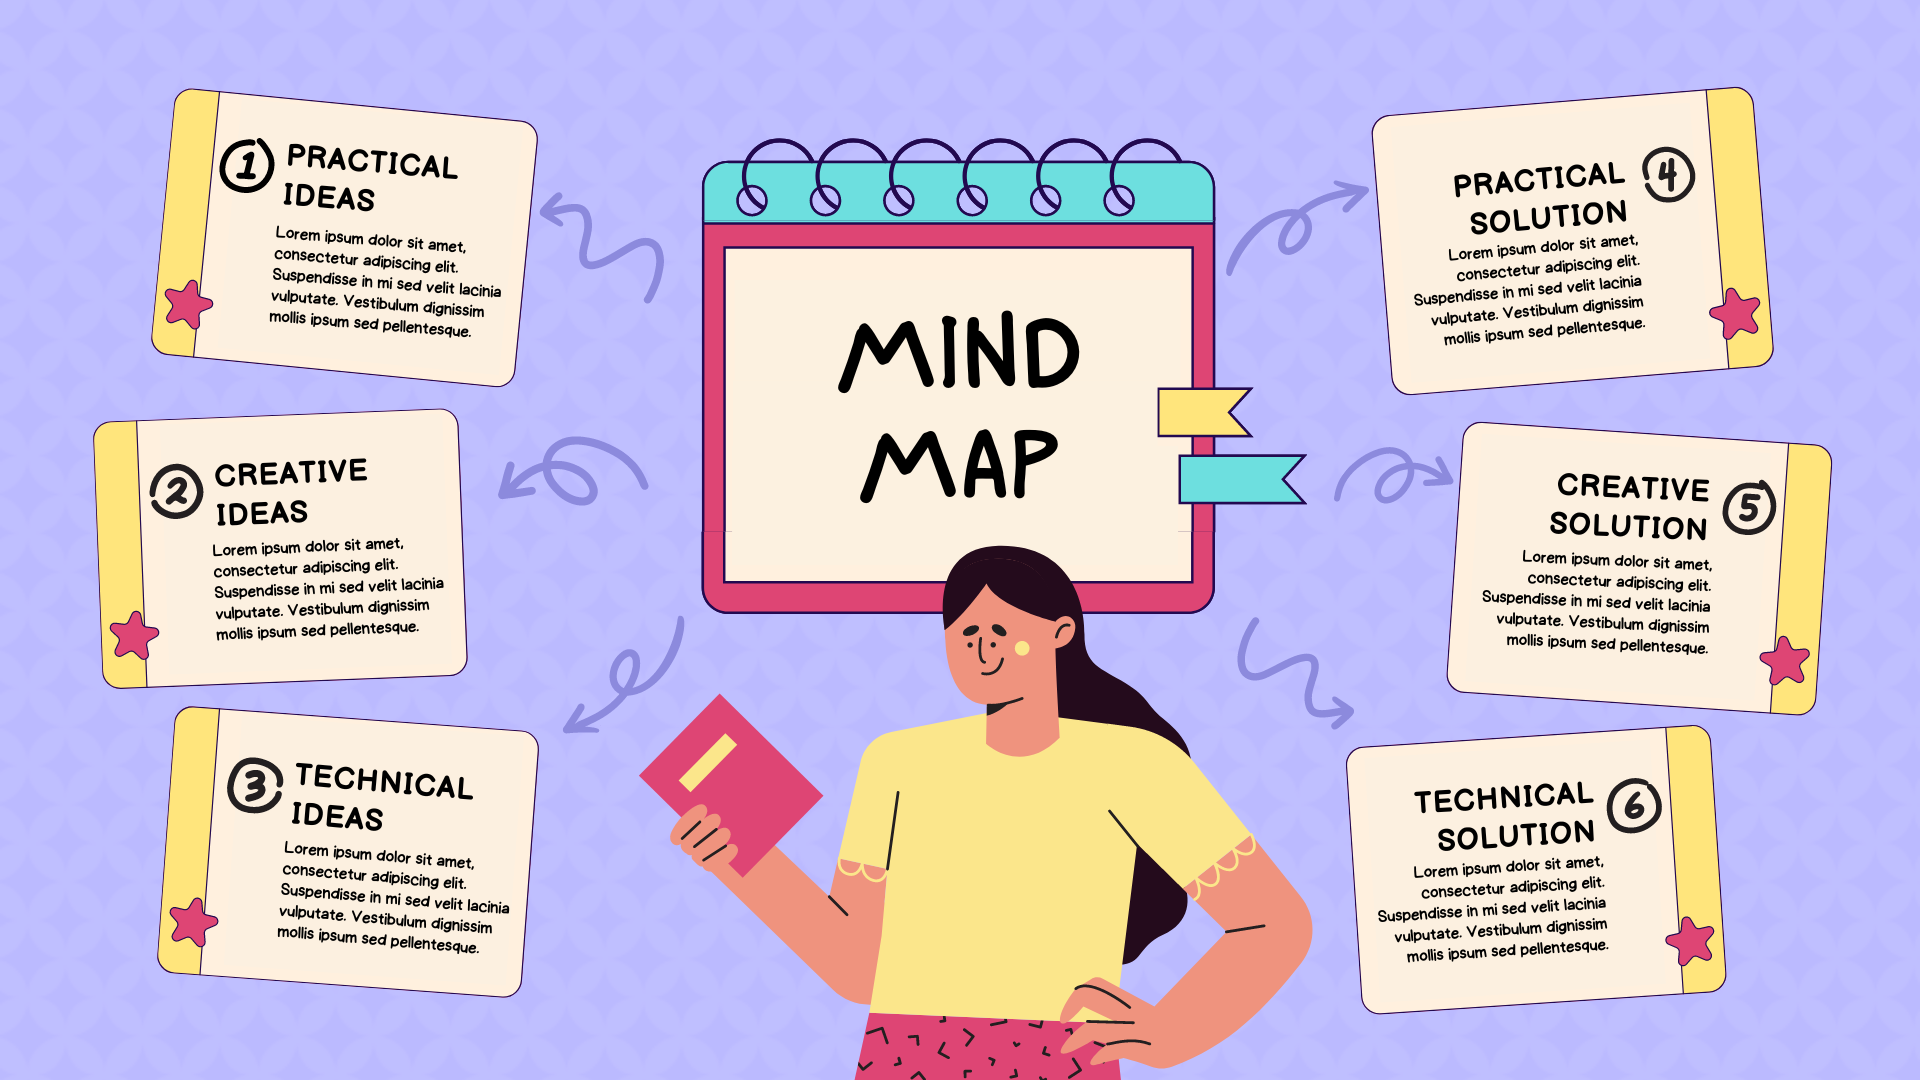 MIND
MAP
1
PRACTICAL
IDEAS
Lorem ipsum dolor sit amet,
consectetur adipiscing elit.
Suspendisse in mi sed velit lacinia
vulputate. Vestibulum dignissim
mollis ipsum sed pellentesque.
2
CREATIVE
IDEAS
Lorem ipsum dolor sit amet,
consectetur adipiscing elit.
Suspendisse in mi sed velit lacinia
vulputate. Vestibulum dignissim
mollis ipsum sed pellentesque.
3
TECHNICAL
IDEAS
Lorem ipsum dolor sit amet,
consectetur adipiscing elit.
Suspendisse in mi sed velit lacinia
vulputate. Vestibulum dignissim
mollis ipsum sed pellentesque.
4
PRACTICAL
SOLUTION
Lorem ipsum dolor sit amet,
consectetur adipiscing elit.
Suspendisse in mi sed velit lacinia
vulputate. Vestibulum dignissim
mollis ipsum sed pellentesque.
5
CREATIVE
SOLUTION
Lorem ipsum dolor sit amet,
consectetur adipiscing elit.
Suspendisse in mi sed velit lacinia
vulputate. Vestibulum dignissim
mollis ipsum sed pellentesque.
6
TECHNICAL
SOLUTION
Lorem ipsum dolor sit amet,
consectetur adipiscing elit.
Suspendisse in mi sed velit lacinia
vulputate. Vestibulum dignissim
mollis ipsum sed pellentesque.